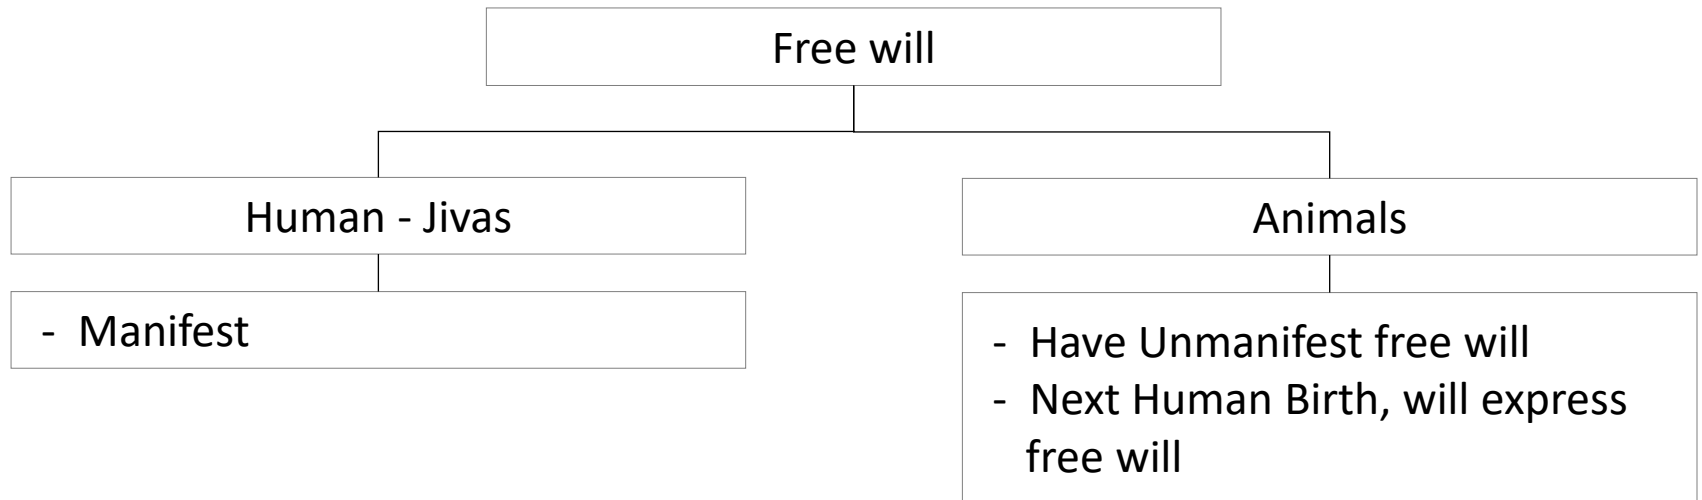 Free will
Human - Jivas
- Manifest
Animals
- Have Unmanifest free will
- Next Human Birth, will express
free will